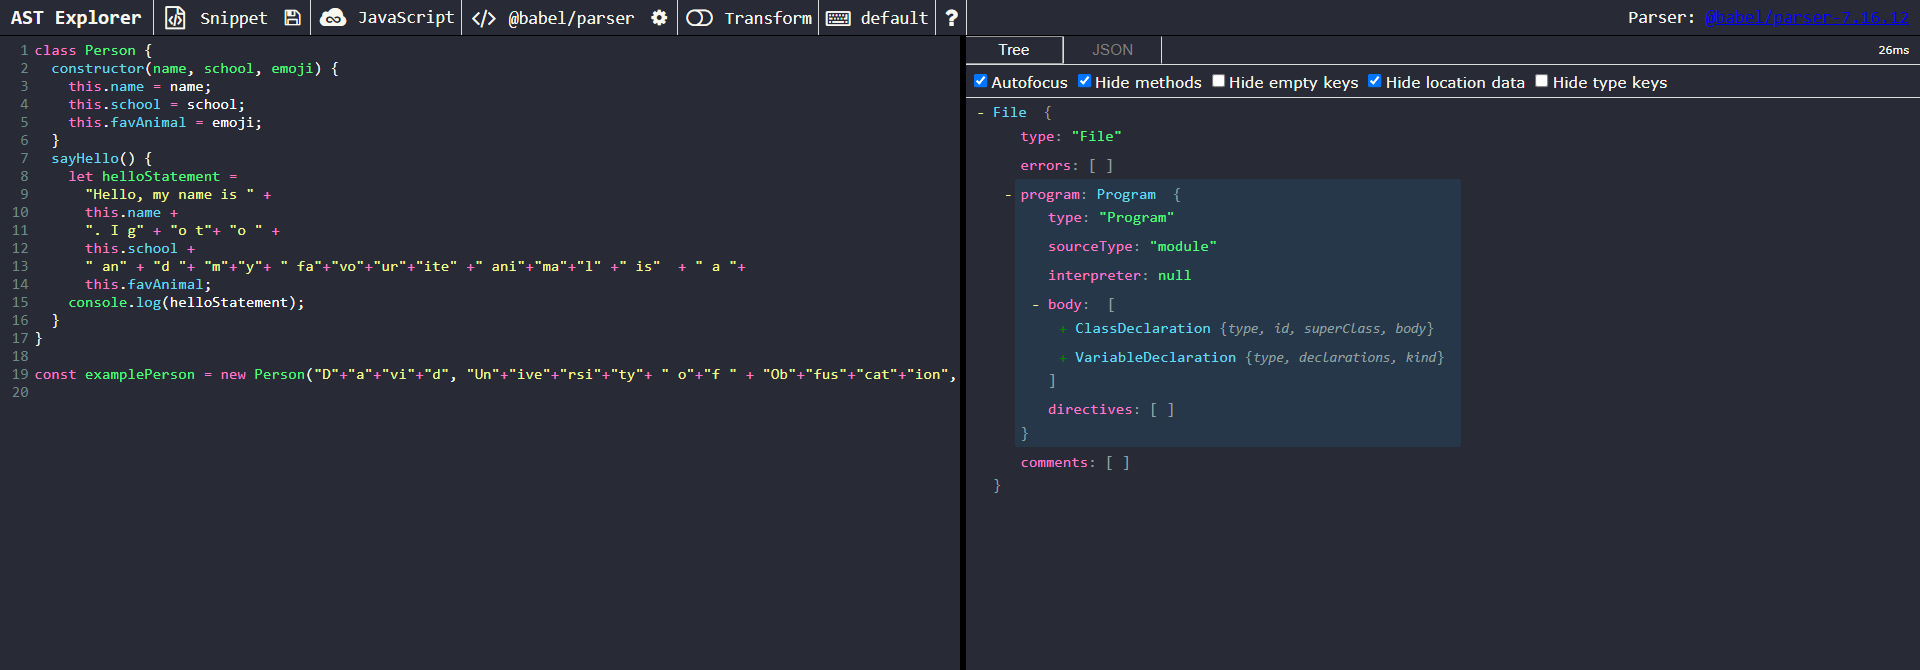 AST Explorer Snippet JavaScript </> @babel/parser Transform default ? Parser: @babel/parser-7.16.12
1 class Person {
2 constructor(name, school, emoji) {
3 this.name = name;
4 this.school = school;
5 this.favAnimal = emoji;
6 }
7 sayHello() {
8 let helloStatement =
9 "Hello, my name is " +
10 this.name +
11 ". I g" + "o t"+ "o " +
12 this.school +
13 " an" + "d "+ "m"+"y"+ " fa"+"vo"+"ur"+"ite" +" ani"+"ma"+"l" +" is"  + " a "+
14 this.favAnimal;
15 console.log(helloStatement);
16 }
17 }
18
19 const examplePerson = new Person("D"+"a"+"vi"+"d", "Un"+"ive"+"rsi"+"ty"+ " o"+"f " + "Ob"+"fus"+"cat"+"ion",
20
Tree JSON 26ms
Autofocus Hide methods Hide empty keys Hide location data Hide type keys
- File {
type: "File"
errors: [ ]
- program: Program {
type: "Program"
sourceType: "module"
interpreter: null
- body: [
+ ClassDeclaration {type, id, superClass, body}
+ VariableDeclaration {type, declarations, kind}
]
directives: [ ]
}
comments: [ ]
}